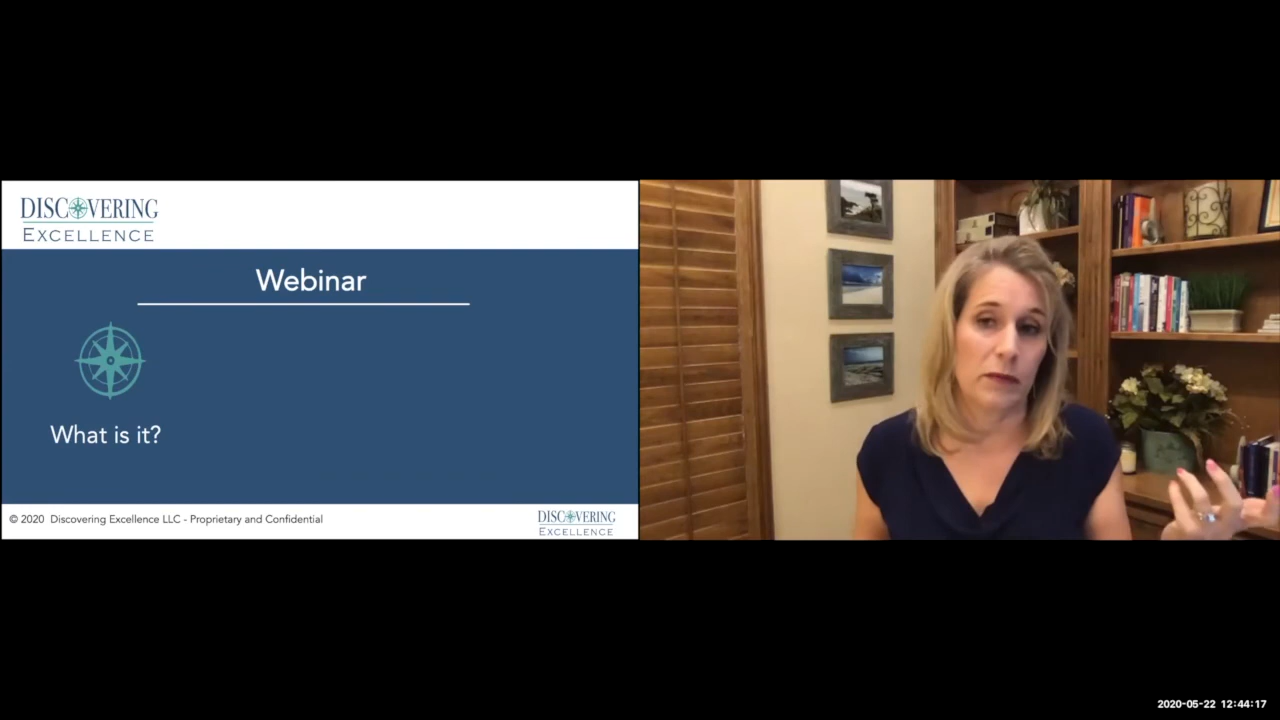 DISCOVERING
EXCELLENCE
Webinar
What is it?
© 2020 Discovering Excellence LLC - Proprietary and Confidential
DISCOVERING
EXCELLENCE
2020-05-22 12:44:17